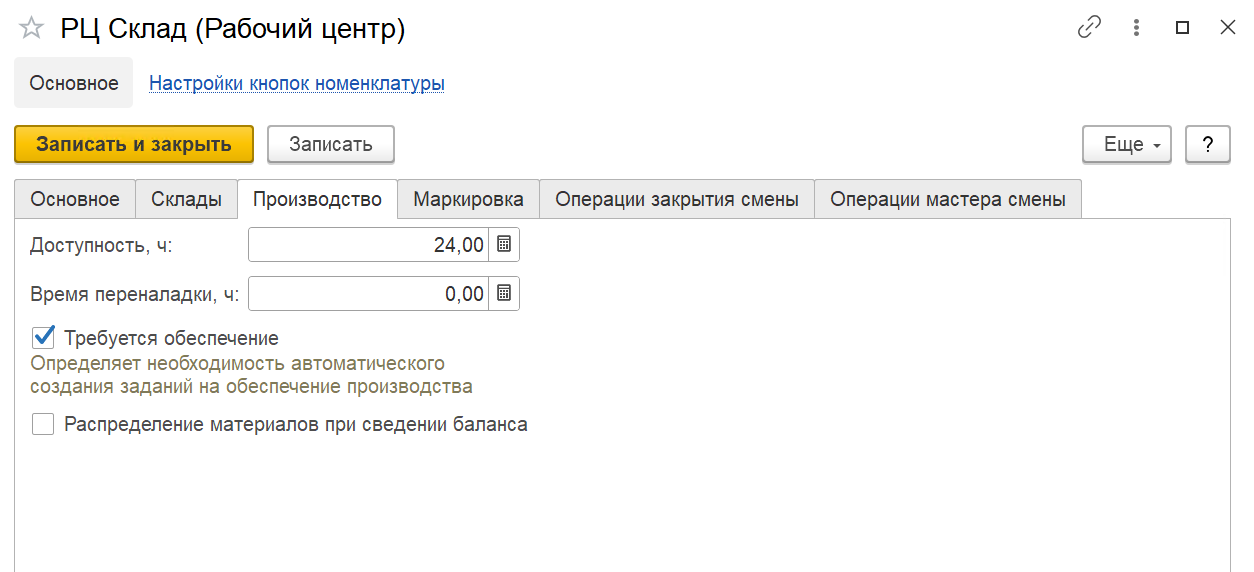 РЦ Склад (Рабочий центр)
Основное Настройки кнопок номенклатуры
Записать и закрыть Записать Еще ?
Основное Склады Производство Маркировка Операции закрытия смены Операции мастера смены
Доступность, ч: 24,00
Время переналадки, ч: 0,00
Требуется обеспечение
Определяет необходимость автоматического
создания заданий на обеспечение производства
Распределение материалов при сведении баланса